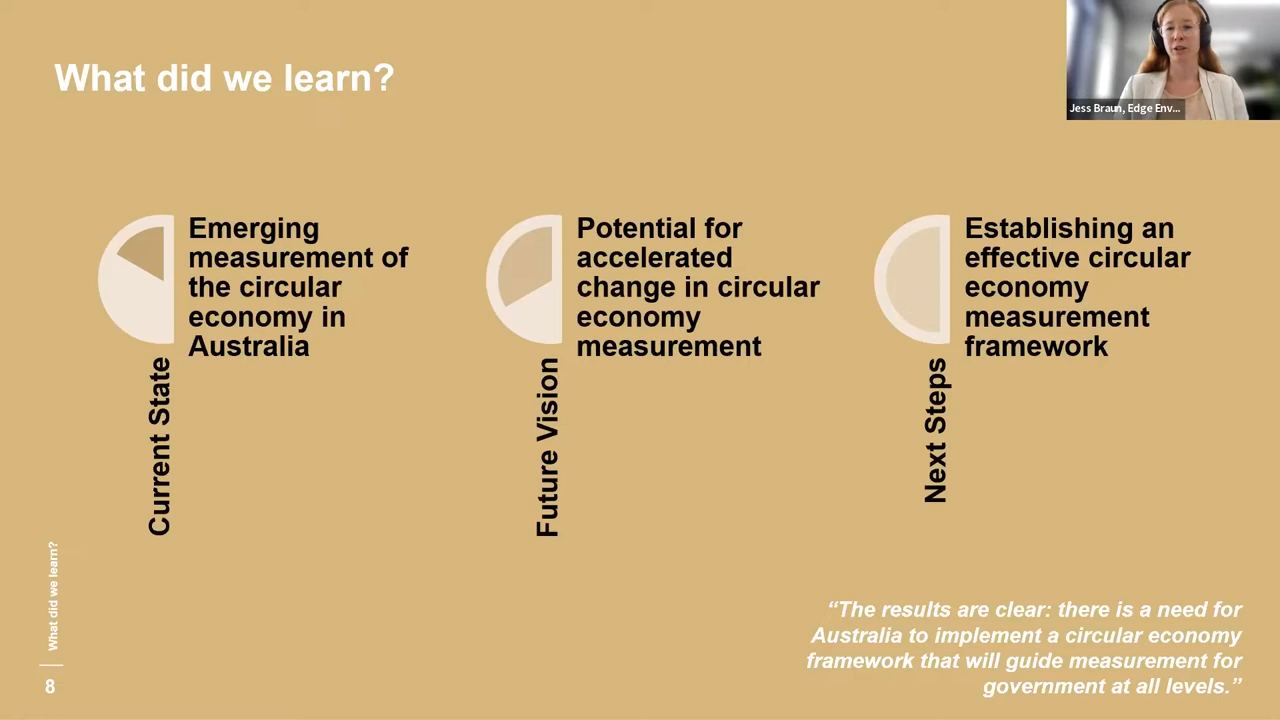 What did we learn?
Jess Braun, Edge Env...
Emerging
measurement of
the circular
economy in
Australia
Current State
Potential for
accelerated
change in circular
economy
measurement
Future Vision
Establishing an
effective circular
economy
measurement
framework
Next Steps
“The results are clear: there is a need for
Australia to implement a circular economy
framework that will guide measurement for
government at all levels.”
What did we learn?
8